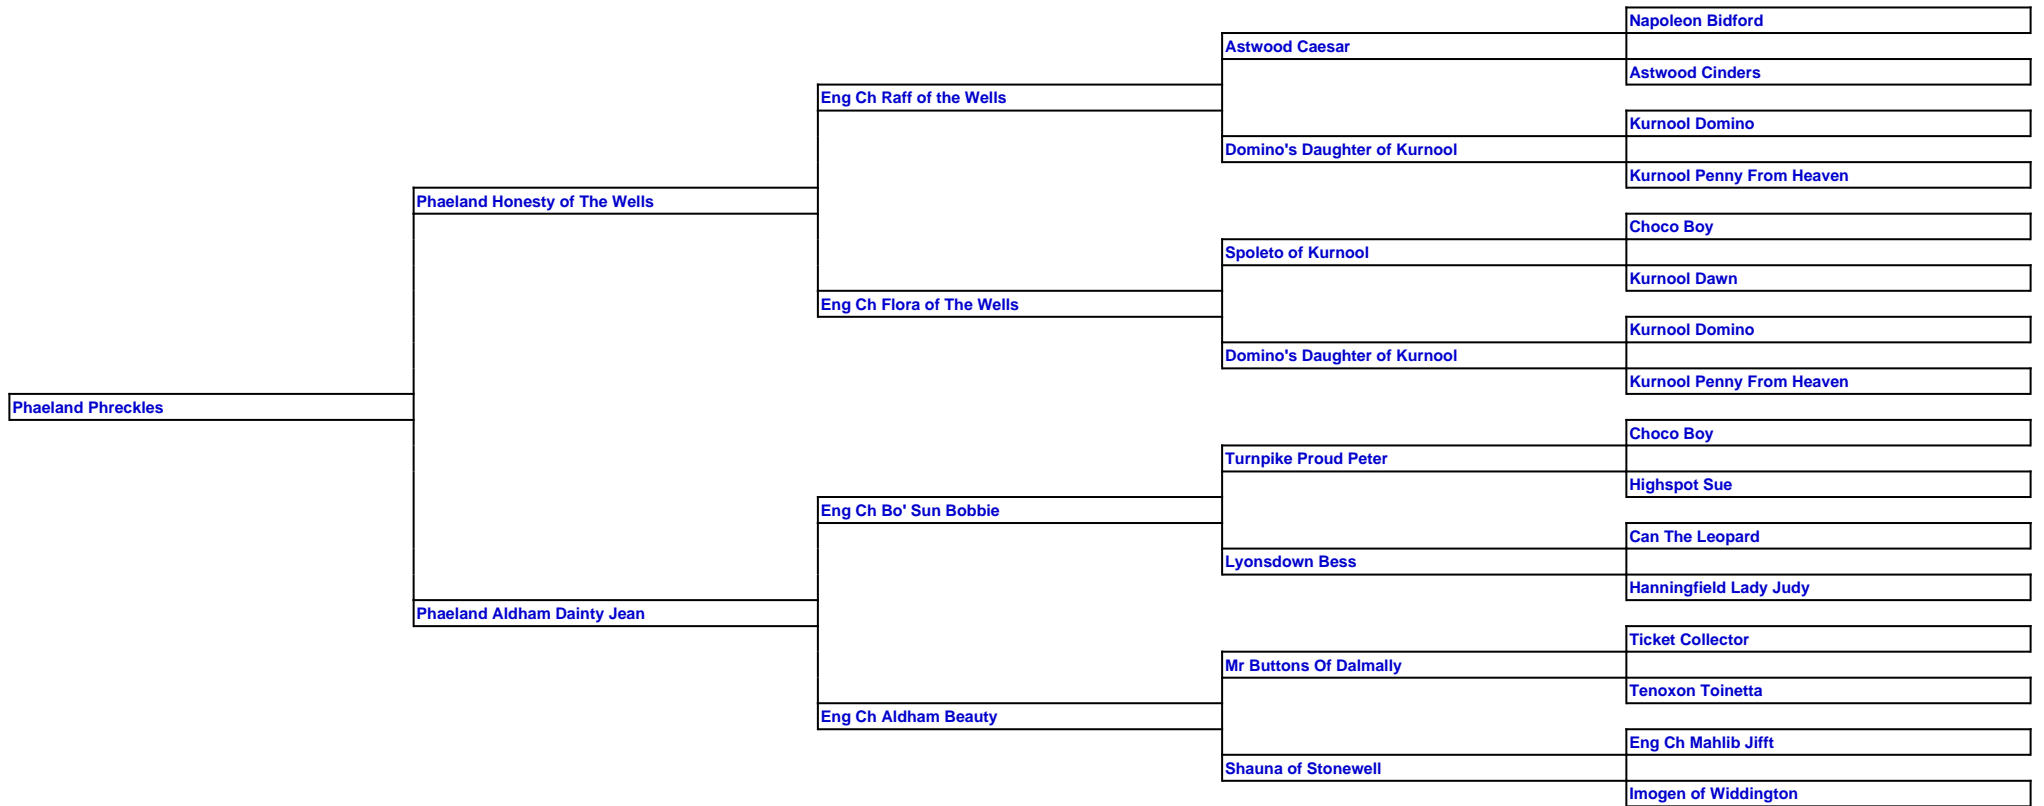 Napoleon Bidford
Astwood Caesar
Astwood Cinders
Eng Ch Raff of the Wells
Kurnool Domino
Domino's Daughter of Kurnool
Kurnool Penny From Heaven
Phaeland Honesty of The Wells
Choco Boy
Spoleto of Kurnool
Kurnool Dawn
Eng Ch Flora of The Wells
Kurnool Domino
Domino's Daughter of Kurnool
Kurnool Penny From Heaven
Phaeland Phreckles
Choco Boy
Turnpike Proud Peter
Highspot Sue
Eng Ch Bo' Sun Bobbie
Can The Leopard
Lyonsdown Bess
Hanningfield Lady Judy
Phaeland Aldham Dainty Jean
Ticket Collector
Mr Buttons Of Dalmally
Tenoxon Toinetta
Eng Ch Aldham Beauty
Eng Ch Mahlib Jifft
Shauna of Stonewell
Imogen of Widdington